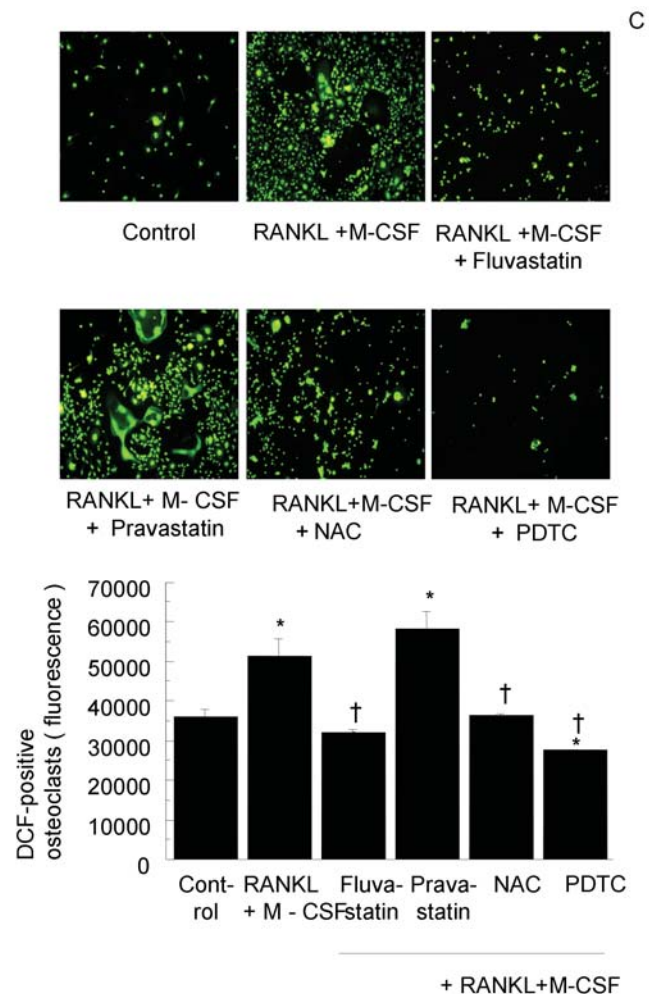 C
Control
RANKL +M-CSF
RANKL +M-CSF
+ Fluvastatin
RANKL+ M- CSF
+ Pravastatin
RANKL+M-CSF
+ NAC
RANKL+ M-CSF
+ PDTC
DCF-positive
osteoclasts ( fluorescence )
70000
60000
50000
40000
30000
20000
10000
0
*
†
*
†
†
*
Cont-
rol
RANKL
+ M - CSF
Fluva-
statin
Prava-
statin
NAC
PDTC
+ RANKL+M-CSF